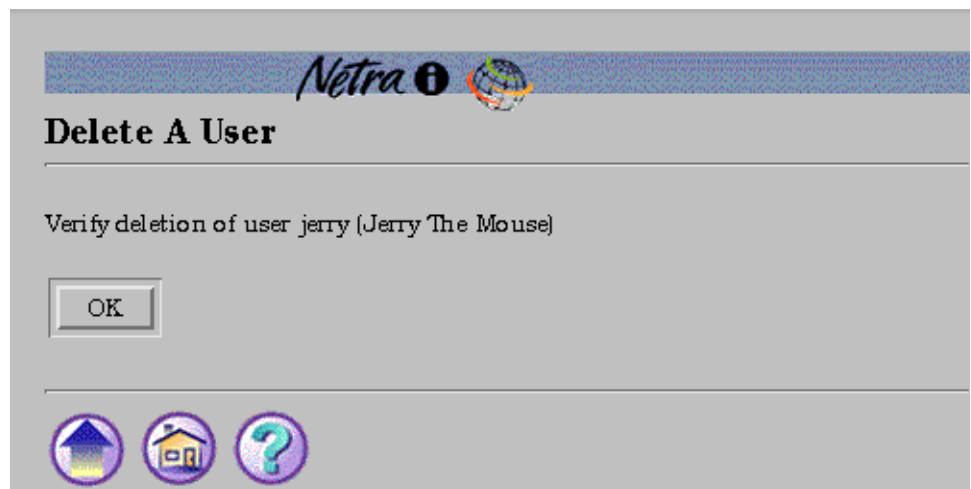 Netra i
Delete A User
Verify deletion of user jerry (Jerry The Mouse)
OK
?